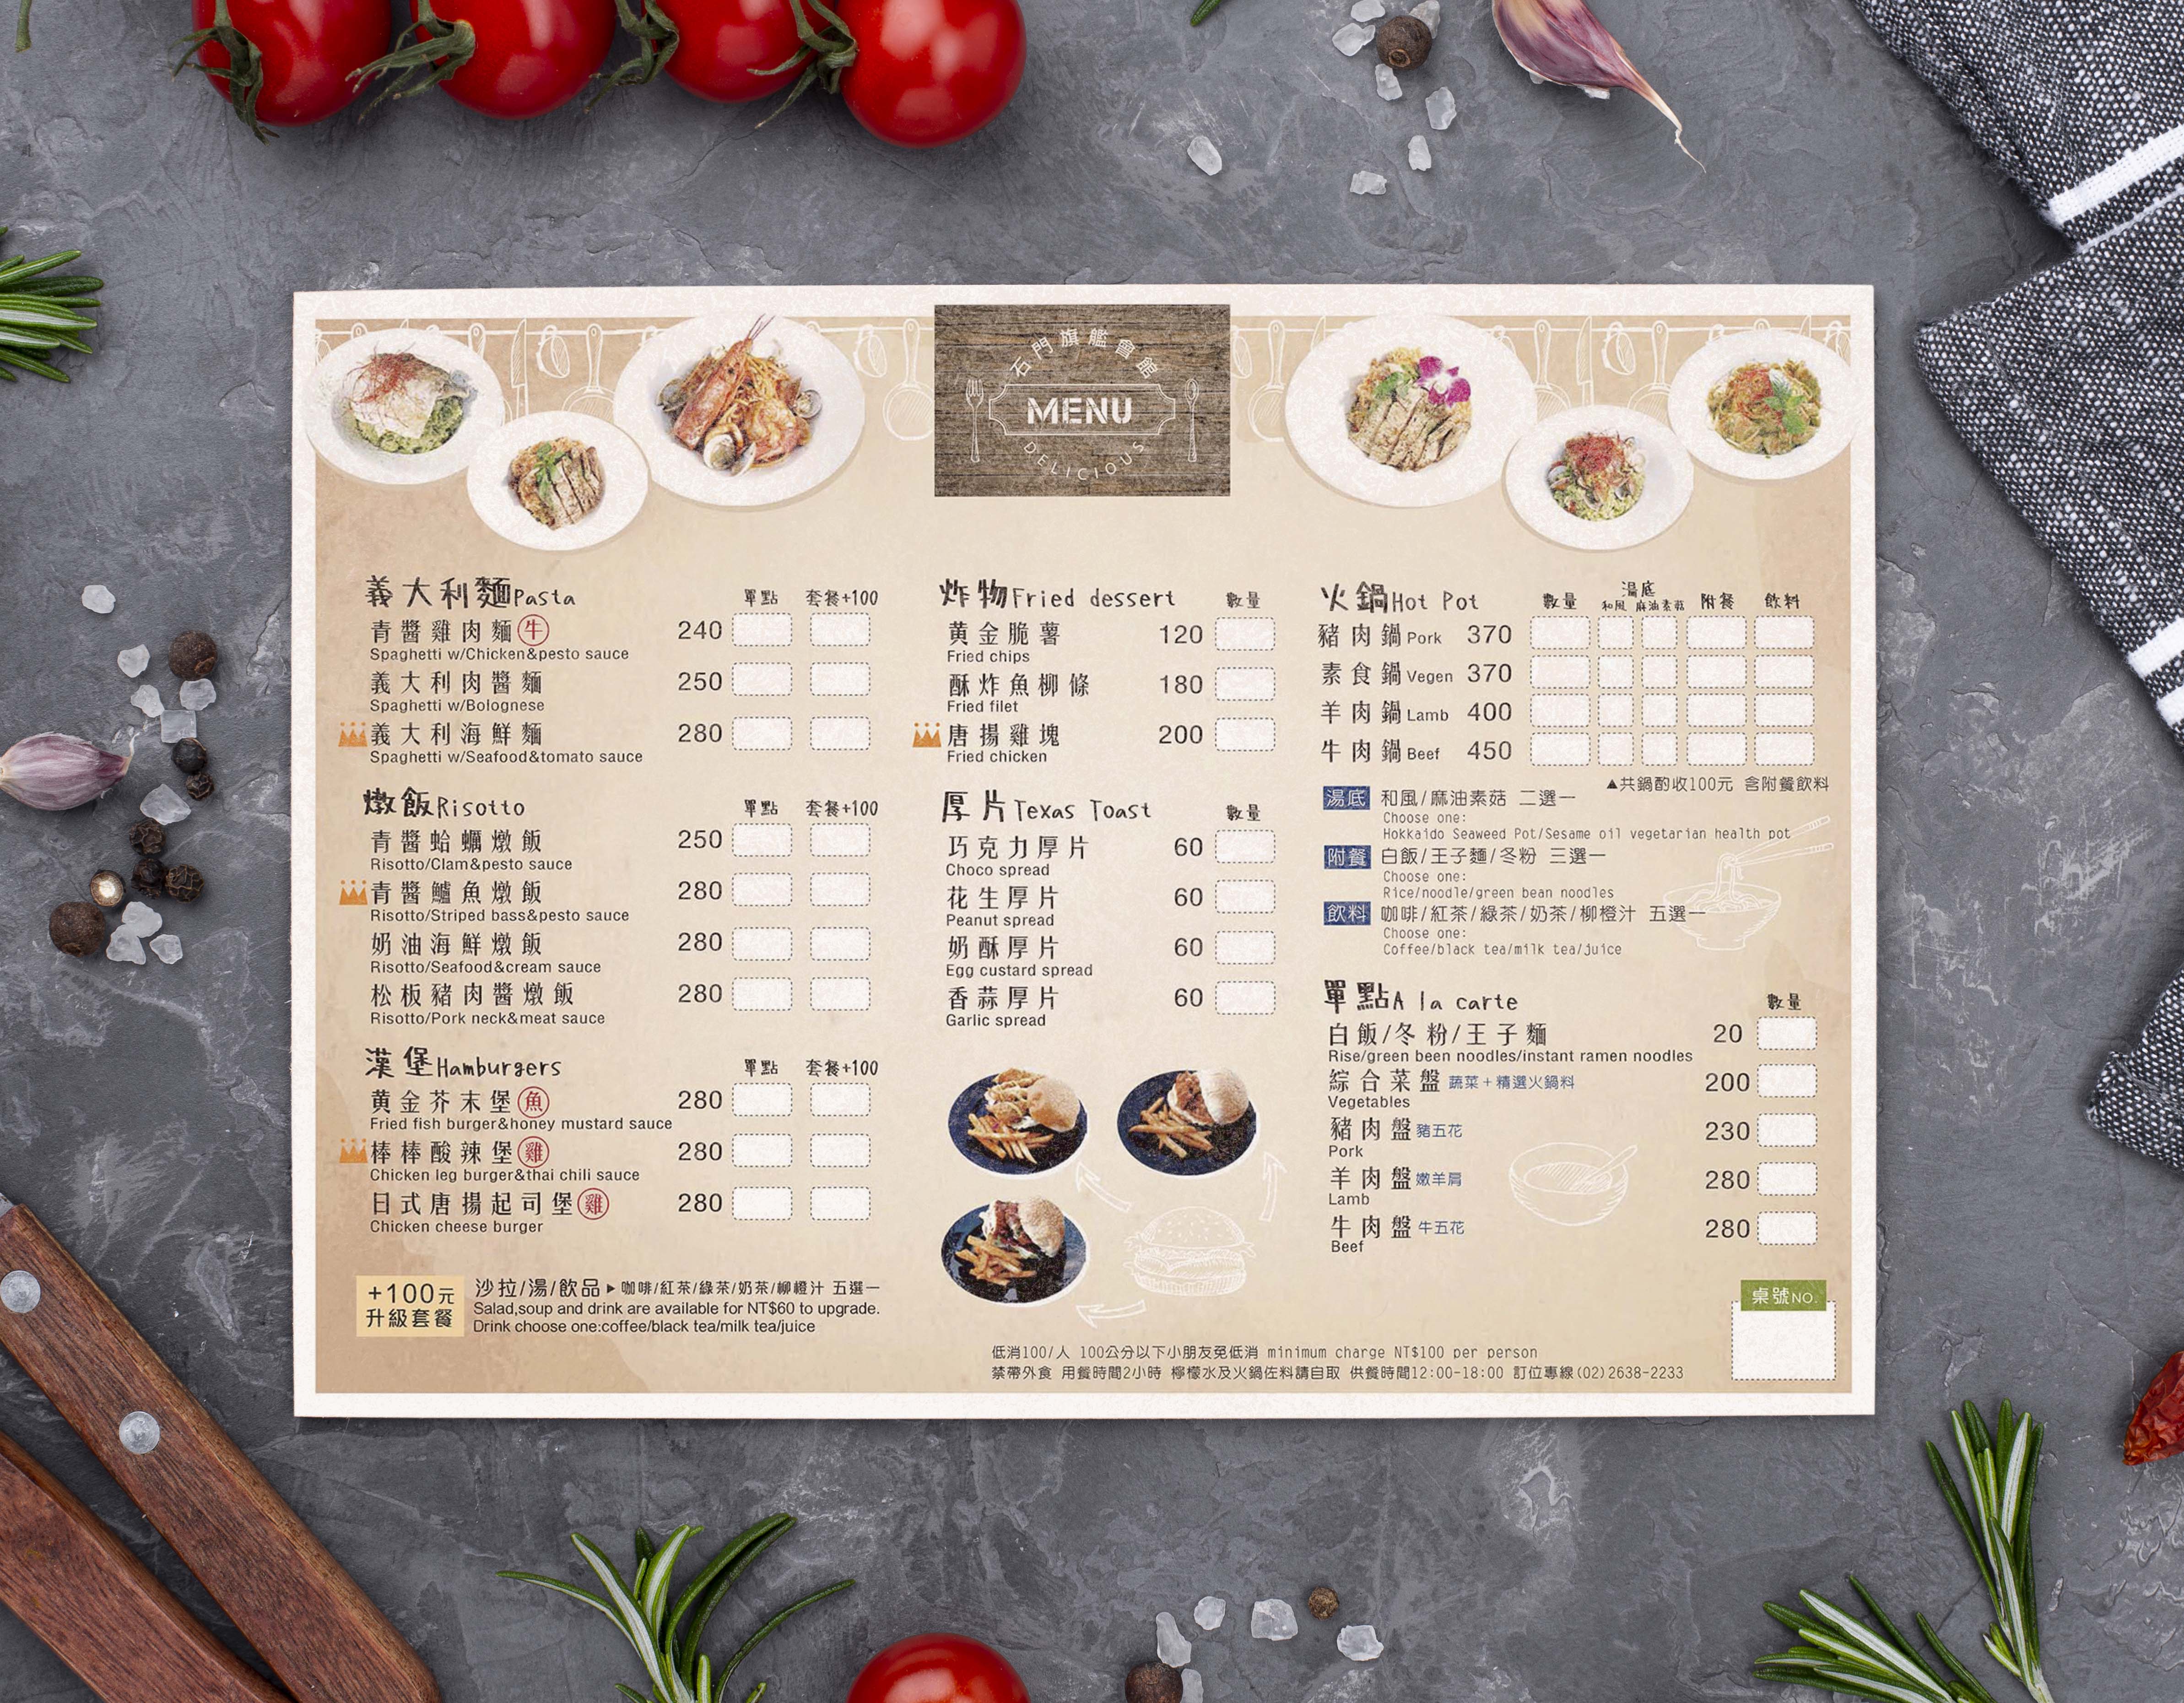 石門旗艦會館
MENU
DELICIOUS
義大利麵Pasta 單點 套餐+100
青醬雞肉麵 牛 240
Spaghetti w/Chicken&pesto sauce
義大利肉醬麵 250
Spaghetti w/Bolognese
義大利海鮮麵 280
Spaghetti w/Seafood&tomato sauce
燉飯Risotto 單點 套餐+100
青醬蛤蠣燉飯 250
Risotto/Clam&pesto sauce
青醬鱸魚燉飯 280
Risotto/Striped bass&pesto sauce
奶油海鮮燉飯 280
Risotto/Seafood&cream sauce
松板豬肉醬燉飯 280
Risotto/Pork neck&meat sauce
漢堡Hamburgers 單點 套餐+100
黃金芥末堡 魚 280
Fried fish burger&honey mustard sauce
棒棒酸辣堡 雞 280
Chicken leg burger&thai chili sauce
日式唐揚起司堡 雞 280
Chicken cheese burger
+100元
升級套餐
沙拉/湯/飲品▶咖啡/紅茶/綠茶/奶茶/柳橙汁 五選一
Salad,soup and drink are available for NT$60 to upgrade.
Drink choose one:coffee/black tea/milk tea/juice
炸物Fried dessert 數量
黃金脆薯 120
Fried chips
酥炸魚柳條 180
Fried filet
唐揚雞塊 200
Fried chicken
厚片Texas Toast 數量
巧克力厚片 60
Choco spread
花生厚片 60
Peanut spread
奶酥厚片 60
Egg custard spread
香蒜厚片 60
Garlic spread
火鍋Hot Pot 數量 湯底 和風 麻油素菇 附餐 飲料
豬肉鍋Pork 370
素食鍋Vegen 370
羊肉鍋Lamb 400
牛肉鍋Beef 450
▲共鍋酌收100元 含附餐飲料
湯底 和風/麻油素菇 二選一
Choose one:
Hokkaido Seaweed Pot/Sesame oil vegetarian health pot
附餐 白飯/王子麵/冬粉 三選一
Choose one:
Rice/noodle/green bean noodles
飲料 咖啡/紅茶/綠茶/奶茶/柳橙汁 五選一
Choose one:
Coffee/black tea/milk tea/juice
單點A la carte 數量
白飯/冬粉/王子麵 20
Rise/green been noodles/instant ramen noodles
綜合菜盤 蔬菜+精選火鍋料 200
Vegetables
豬肉盤 豬五花 230
Pork
羊肉盤 嫩羊肩 280
Lamb
牛肉盤 牛五花 280
Beef
桌號NO.
低消100/人 100公分以下小朋友免低消 minimum charge NT$100 per person
禁帶外食 用餐時間2小時 檸檬水及火鍋佐料請自取 供餐時間12:00-18:00 訂位專線(02)2638-2233